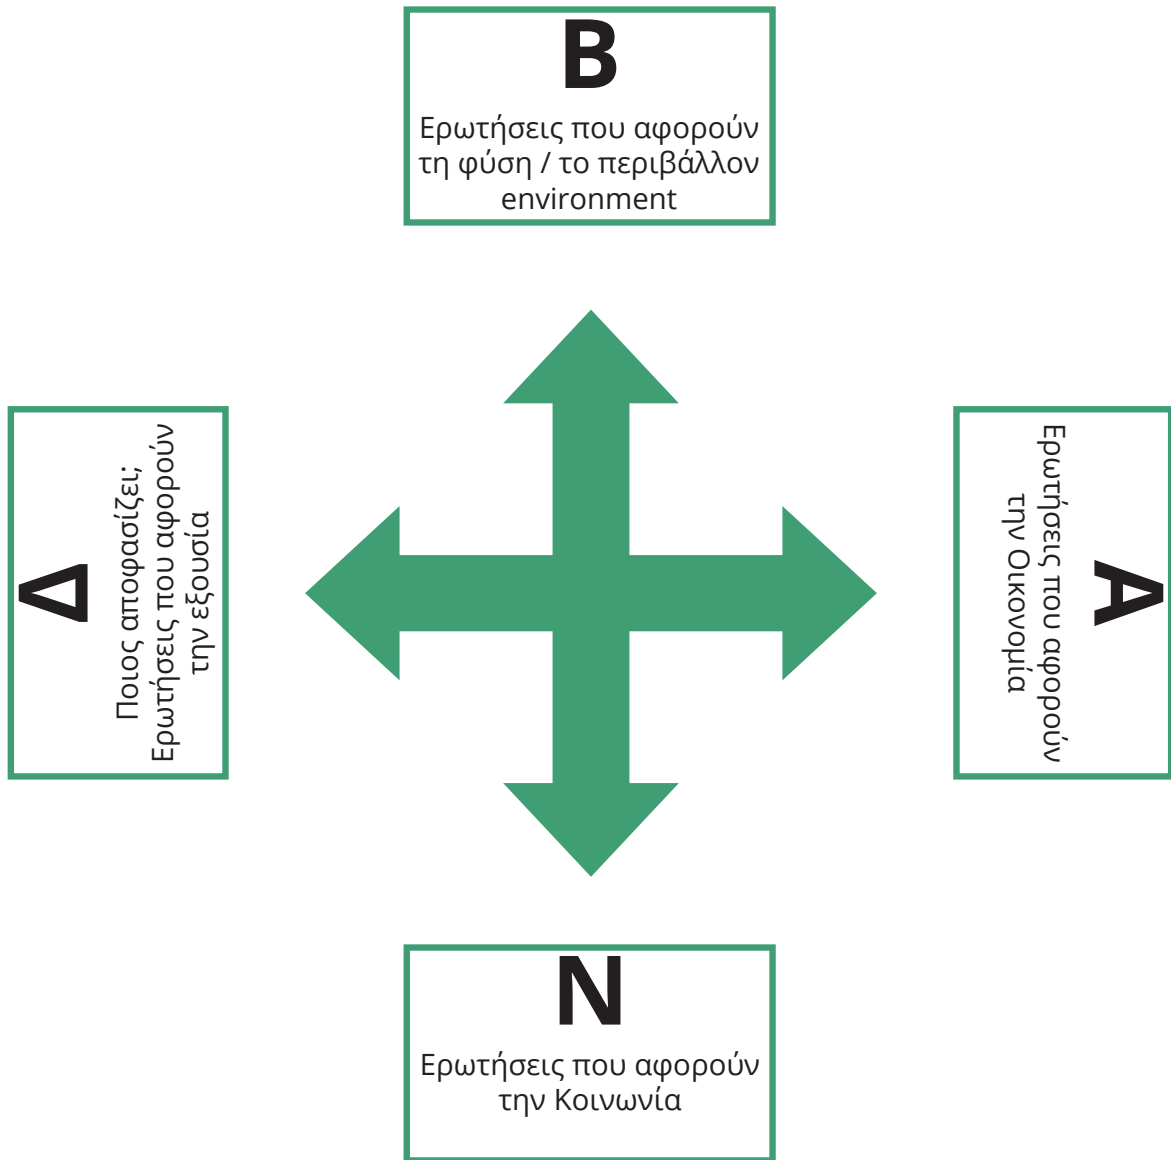 Β
Ερωτήσεις που αφορούν
τη φύση / το περιβάλλον
environment
Δ
Ποιος αποφασίζει;
Ερωτήσεις που αφορούν
την εξουσία
Α
Ερωτήσεις που αφορούν
την Οικονομία
Ν
Ερωτήσεις που αφορούν
την Κοινωνία